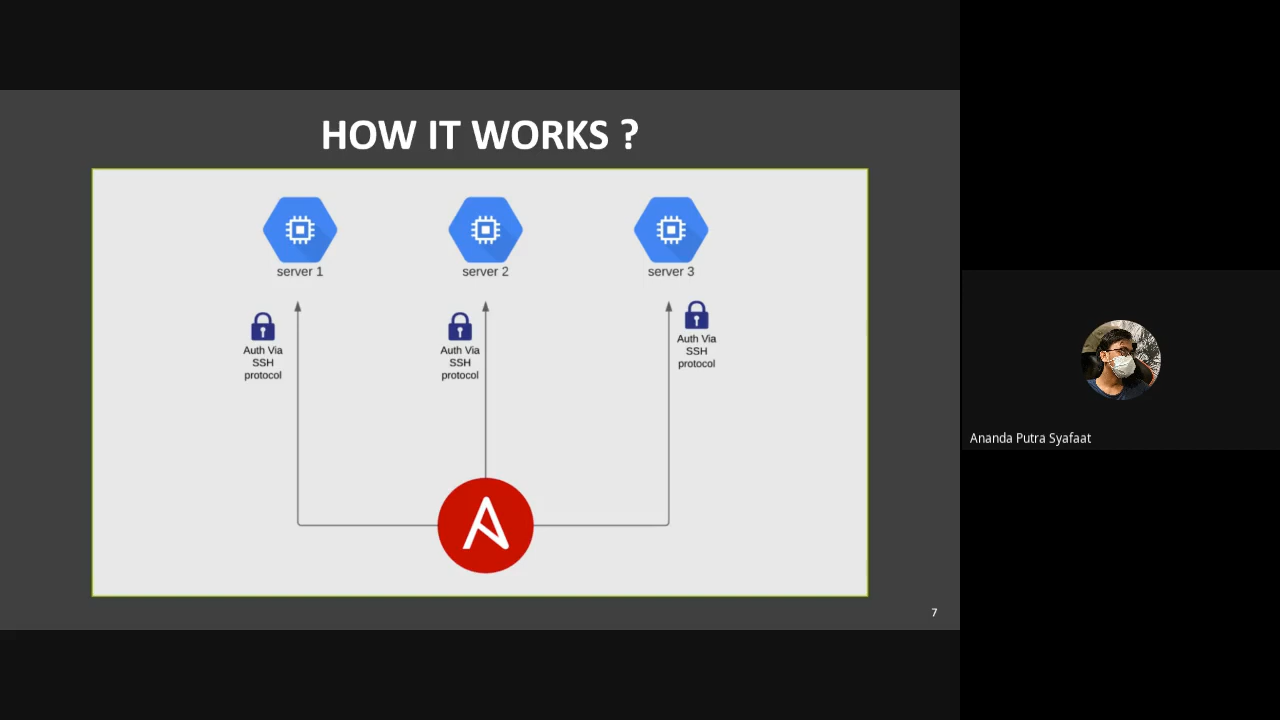 HOW IT WORKS ?
server 1
server 2
server 3
Auth Via
SSH
protocol
Auth Via
SSH
protocol
Auth Via
SSH
protocol
7
Ananda Putra Syafaat